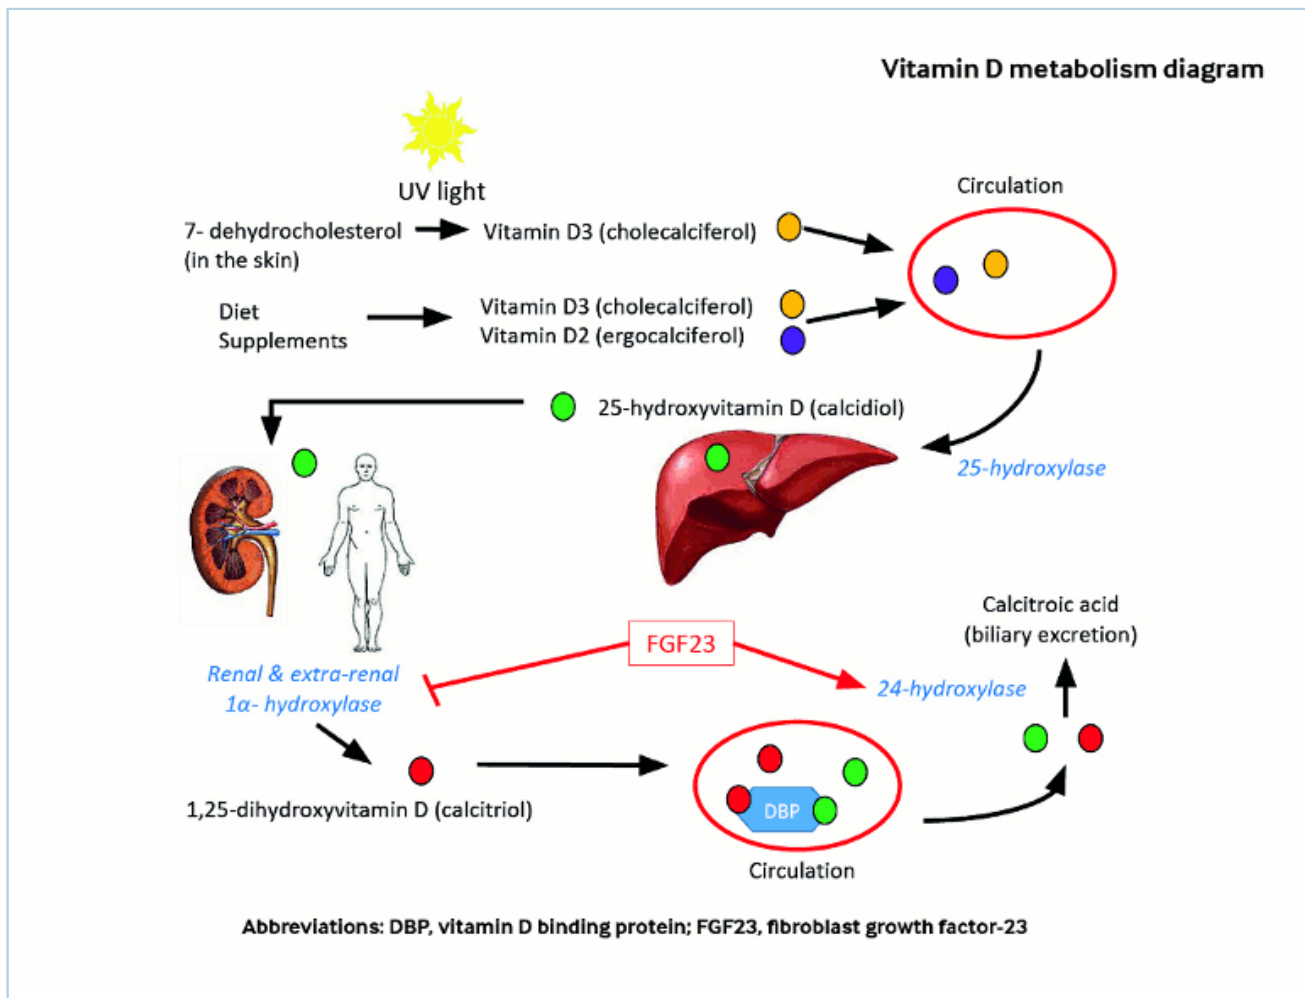 Vitamin D metabolism diagram
UV light
Circulation
7- dehydrocholesterol
(in the skin)
Vitamin D3 (cholecalciferol)
Diet
Supplements
Vitamin D3 (cholecalciferol)
Vitamin D2 (ergocalciferol)
25-hydroxyvitamin D (calcidiol)
25-hydroxylase
Calcitroic acid
(biliary excretion)
FGF23
Renal & extra-renal
1α- hydroxylase
24-hydroxylase
1,25-dihydroxyvitamin D (calcitriol)
DBP
Circulation
Abbreviations: DBP, vitamin D binding protein; FGF23, fibroblast growth factor-23